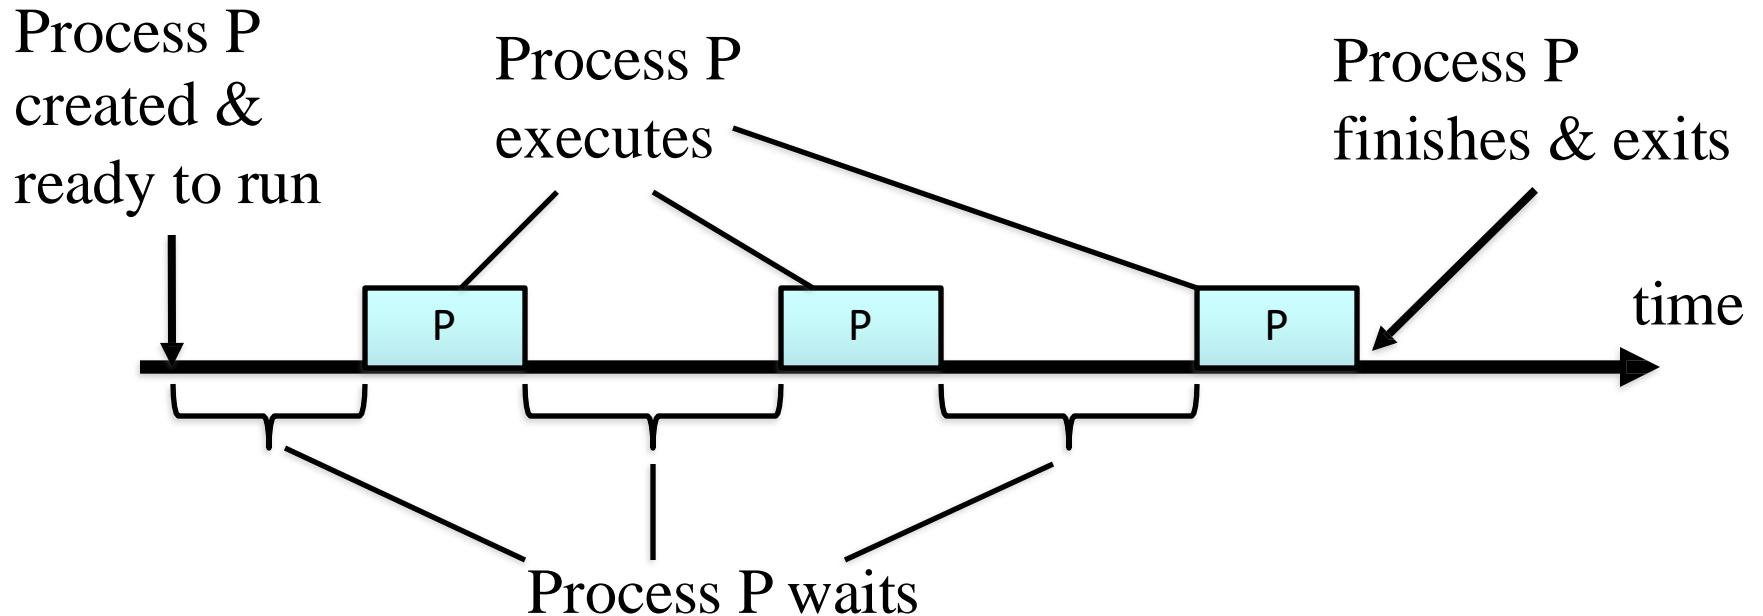 Process P
created &
ready to run
Process P
executes
Process P
finishes & exits
time
P
P
P
Process P waits